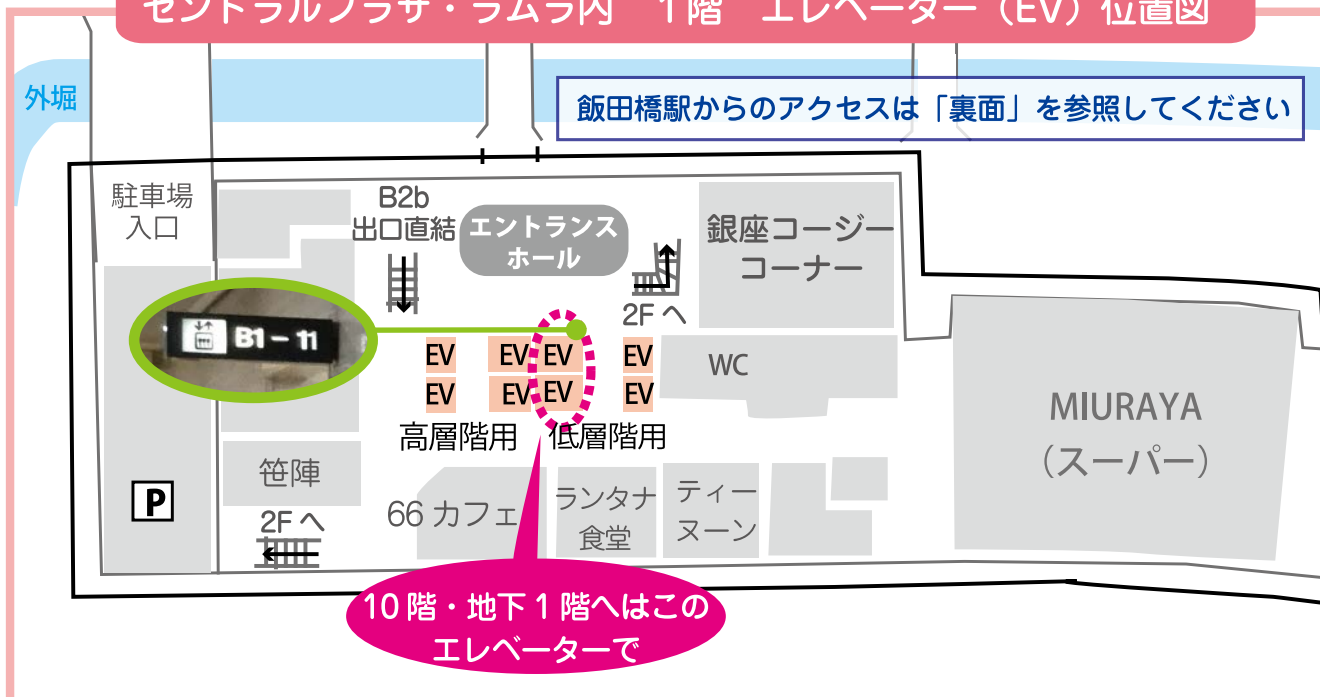 セントラルプラザ・ラムラ内 1階 エレベーター（EV）位置図
外堀
飯田橋駅からのアクセスは「裏面」を参照してください
駐車場
入口
B2b
出口直結
エントランス
ホール
銀座コージー
コーナー
2F へ
B1－11
EV
EV
EV
EV
EV
EV
EV
EV
WC
高層階用
低層階用
MIURAYA
（スーパー）
笹陣
P
2F へ
66 カフェ
ランタナ
食堂
ティー
ヌーン
10 階・地下 1 階へはこの
エレベーターで